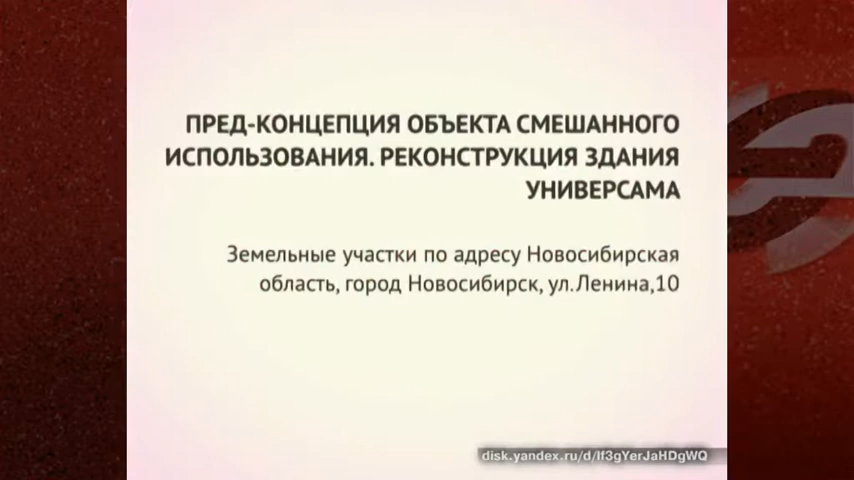 ПРЕД-КОНЦЕПЦИЯ ОБЪЕКТА СМЕШАННОГО
ИСПОЛЬЗОВАНИЯ. РЕКОНСТРУКЦИЯ ЗДАНИЯ
УНИВЕРСАМА
Земельные участки по адресу Новосибирская
область, город Новосибирск, ул.Ленина,10
disk.yandex.ru/d/If3gYerJaHDgWQ